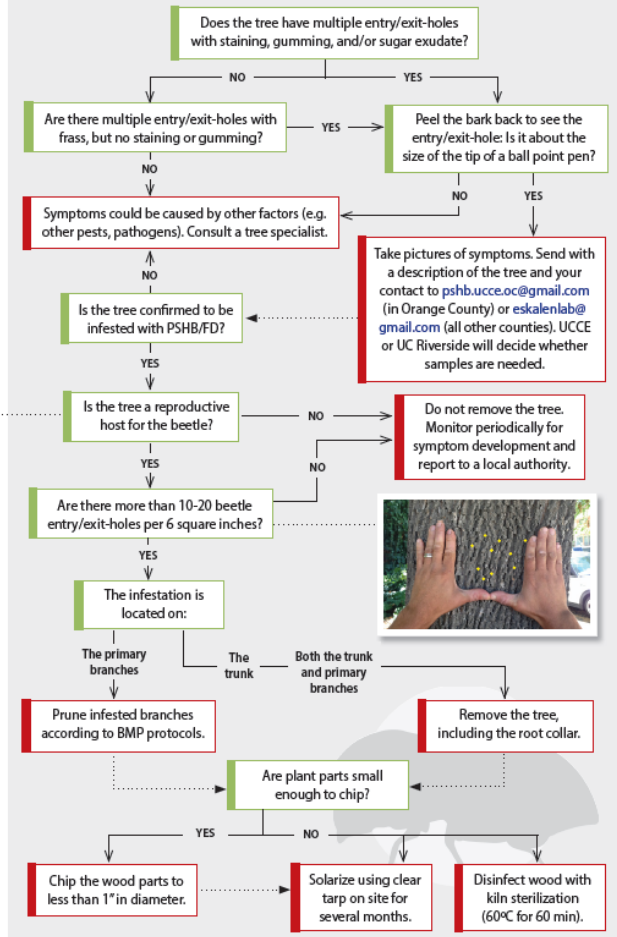 Does the tree have multiple entry/exit-holes
with staining, gumming, and/or sugar exudate?
NO
YES
Are there multiple entry/exit-holes with
frass, but no staining or gumming?
YES
Peel the bark back to see the
entry/exit-hole: Is it about the
size of the tip of a ball point pen?
NO
NO
YES
Symptoms could be caused by other factors (e.g.
other pests, pathogens). Consult a tree specialist.
Take pictures of symptoms. Send with
a description of the tree and your
contact to pshb.ucce.oc@gmail.com
(in Orange County) or eskalenlab@
gmail.com (all other counties). UCCE
or UC Riverside will decide whether
samples are needed.
NO
Is the tree confirmed to be
infested with PSHB/FD?
YES
Is the tree a reproductive
host for the beetle?
NO
Do not remove the tree.
Monitor periodically for
symptom development and
report to a local authority.
YES
NO
Are there more than 10-20 beetle
entry/exit-holes per 6 square inches?
YES
The infestation is
located on:
The primary
branches
The
trunk
Both the trunk
and primary
branches
Prune infested branches
according to BMP protocols.
Remove the tree,
including the root collar.
Are plant parts small
enough to chip?
YES
NO
Chip the wood parts to
less than 1” in diameter.
Solarize using clear
tarp on site for
several months.
Disinfect wood with
kiln sterilization
(60ºC for 60 min).